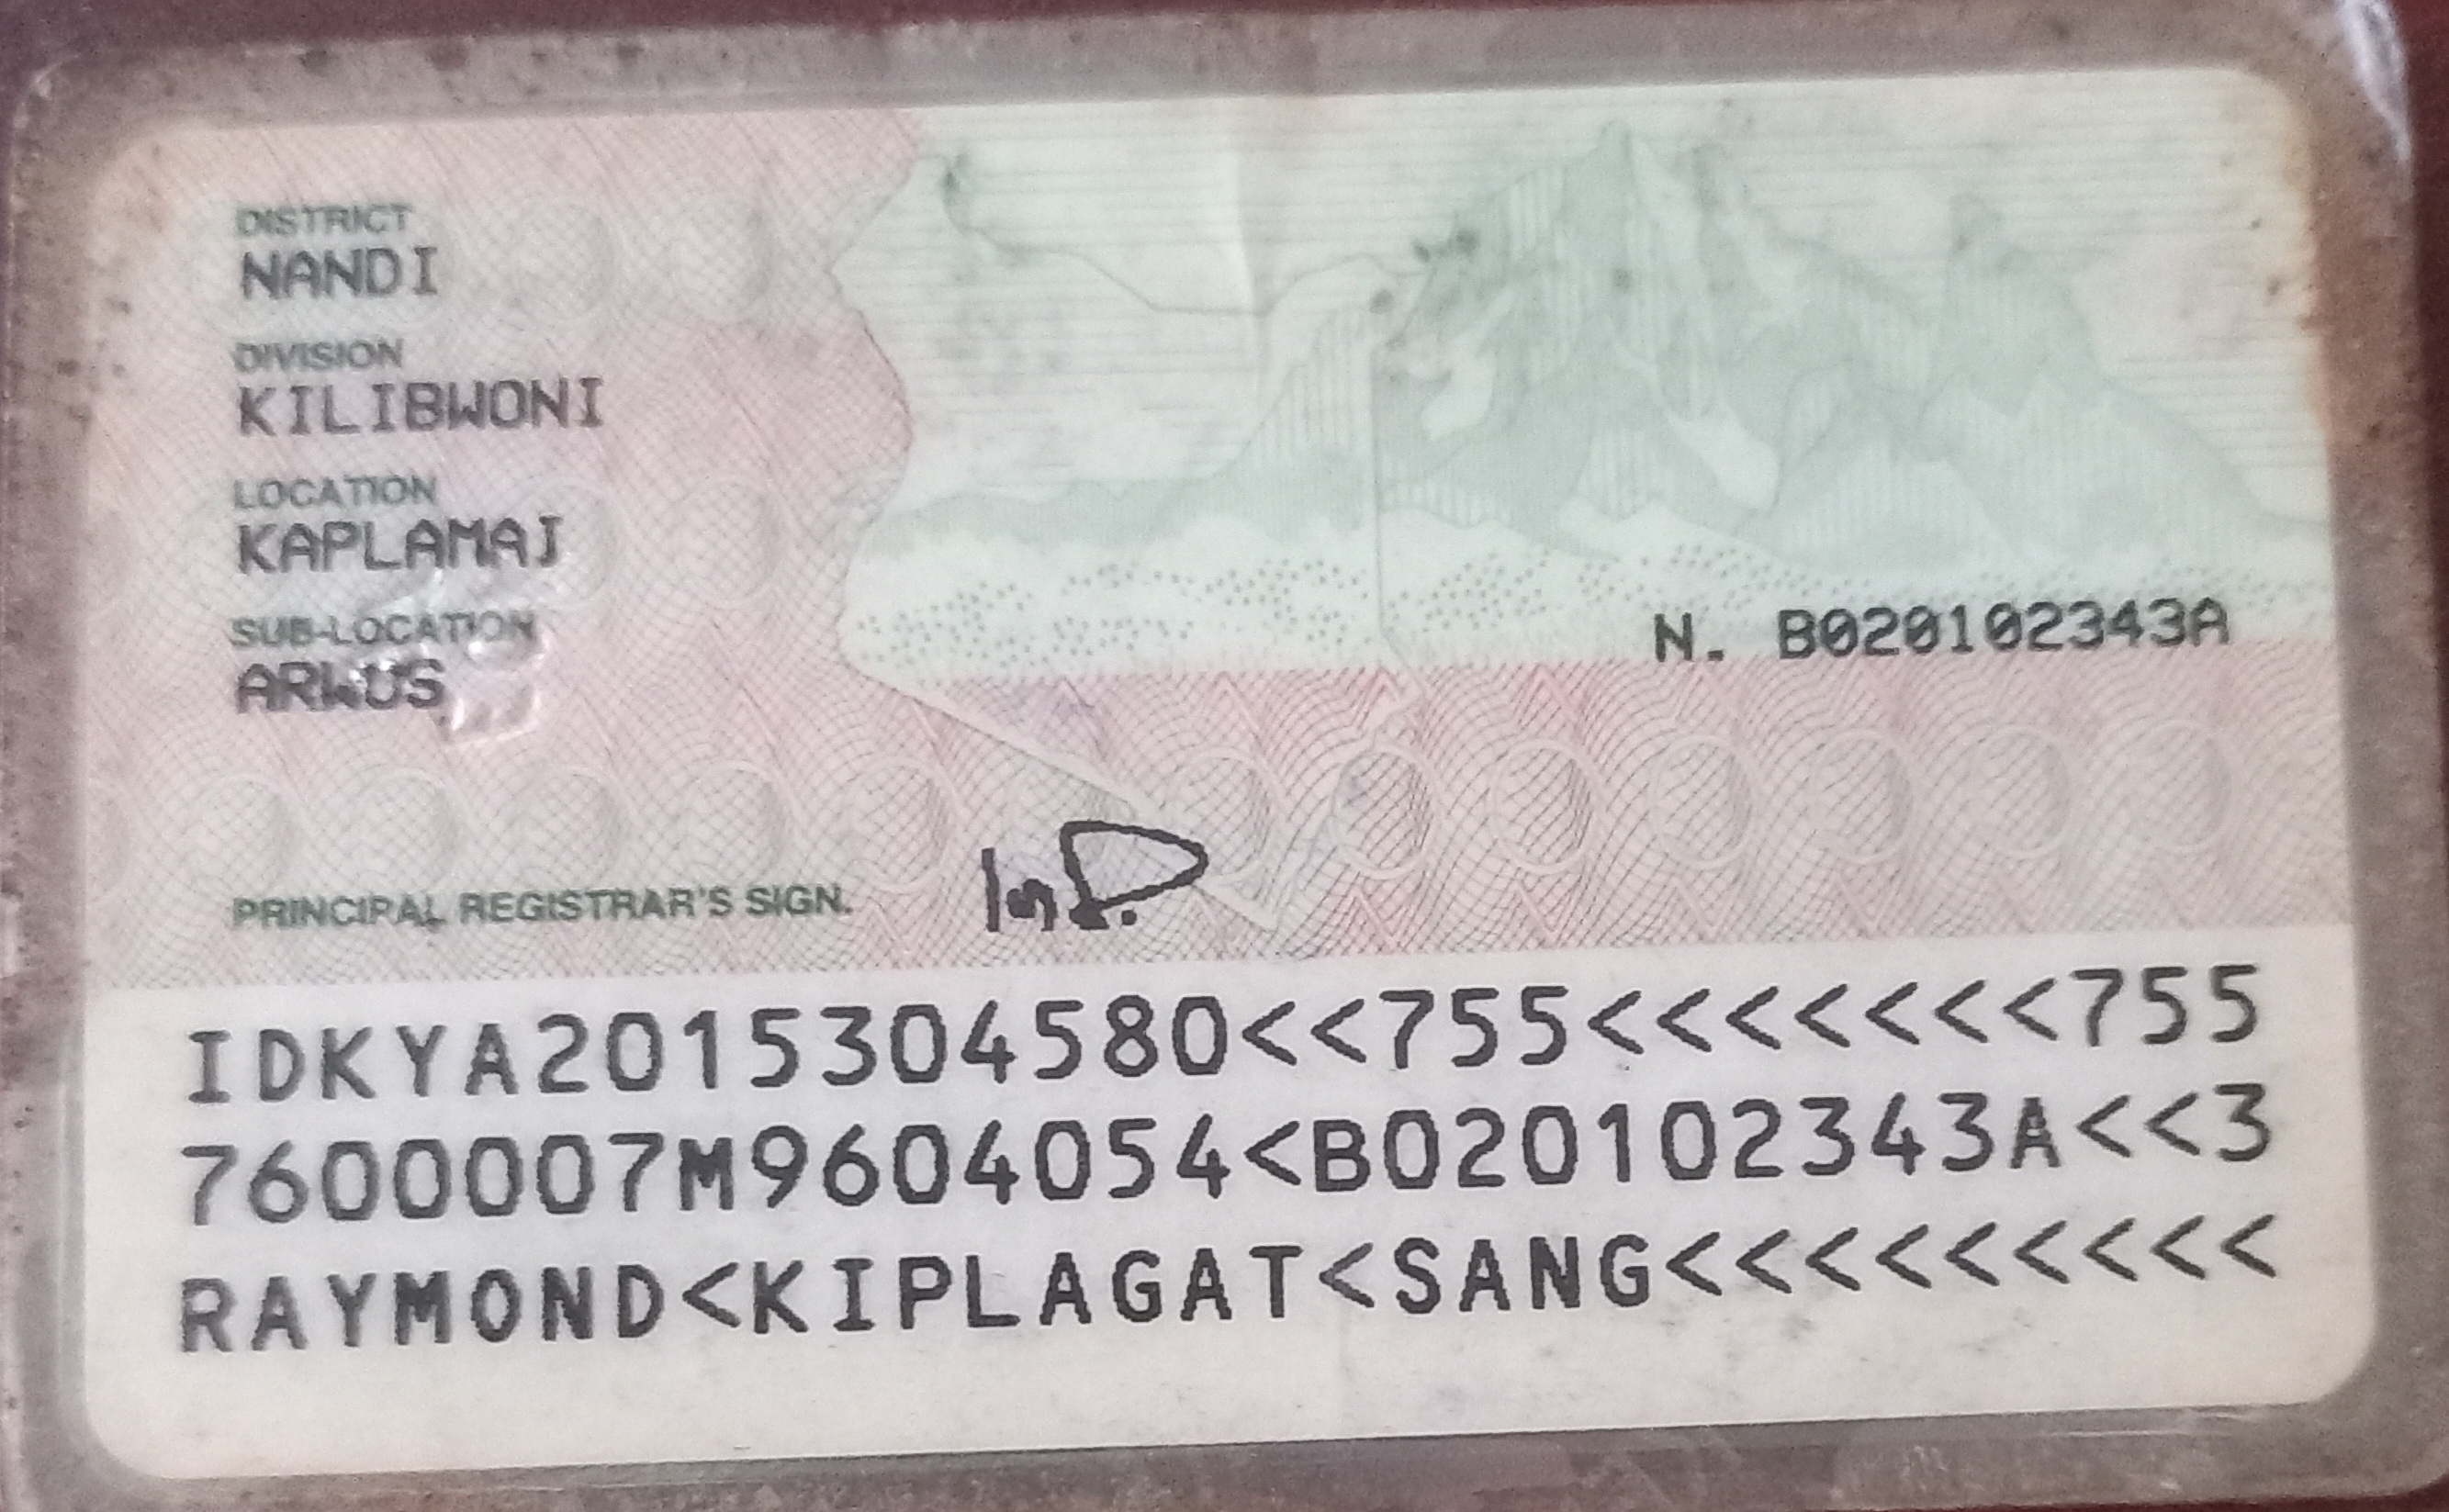 DISTRICT
NANDI
DIVISION
KILIBWONI
LOCATION
KAPLAMAI
SUB-LOCATION
ARWUS
N. B020102343A
PRINCIPAL REGISTRAR'S SIGN.
IDKYA2015304580<<755<<<<<<<755
7600007M9604054<B020102343A<<3
RAYMOND<KIPLAGAT<SANG<<<<<<<<<